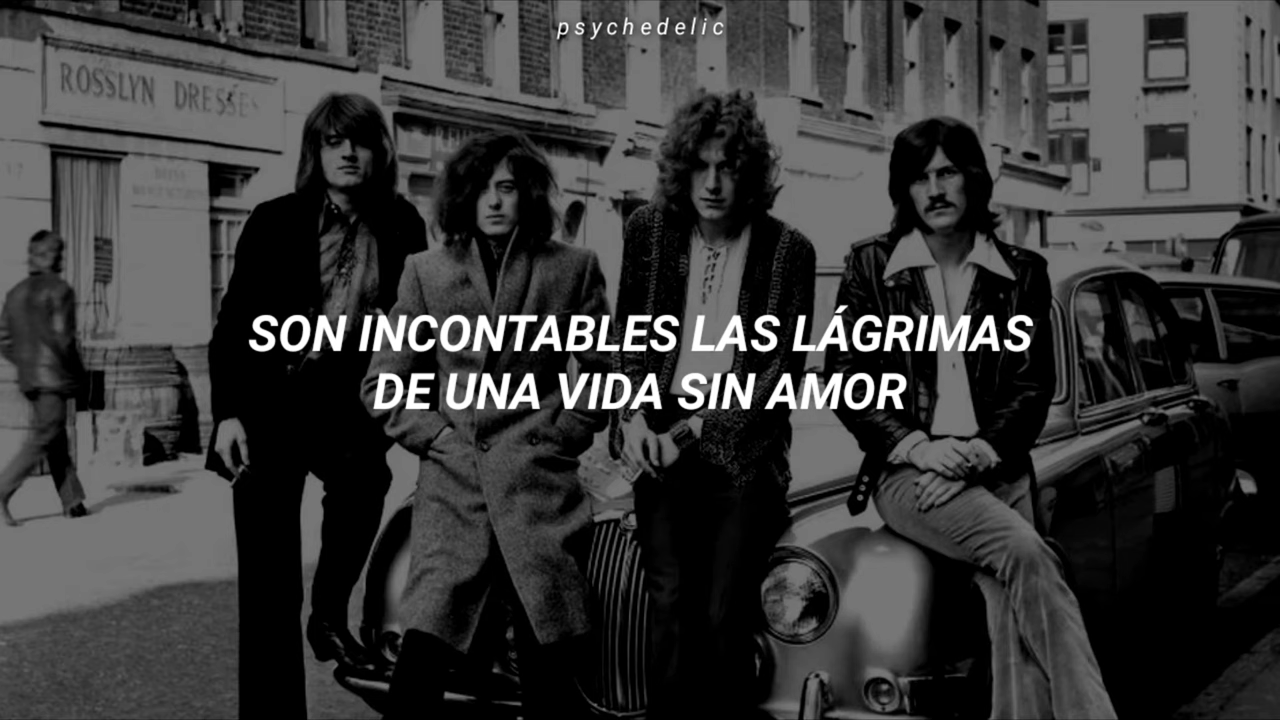 psychedelic
ROSSLYN DRESSES
SON INCONTABLES LAS LÁGRIMAS
DE UNA VIDA SIN AMOR